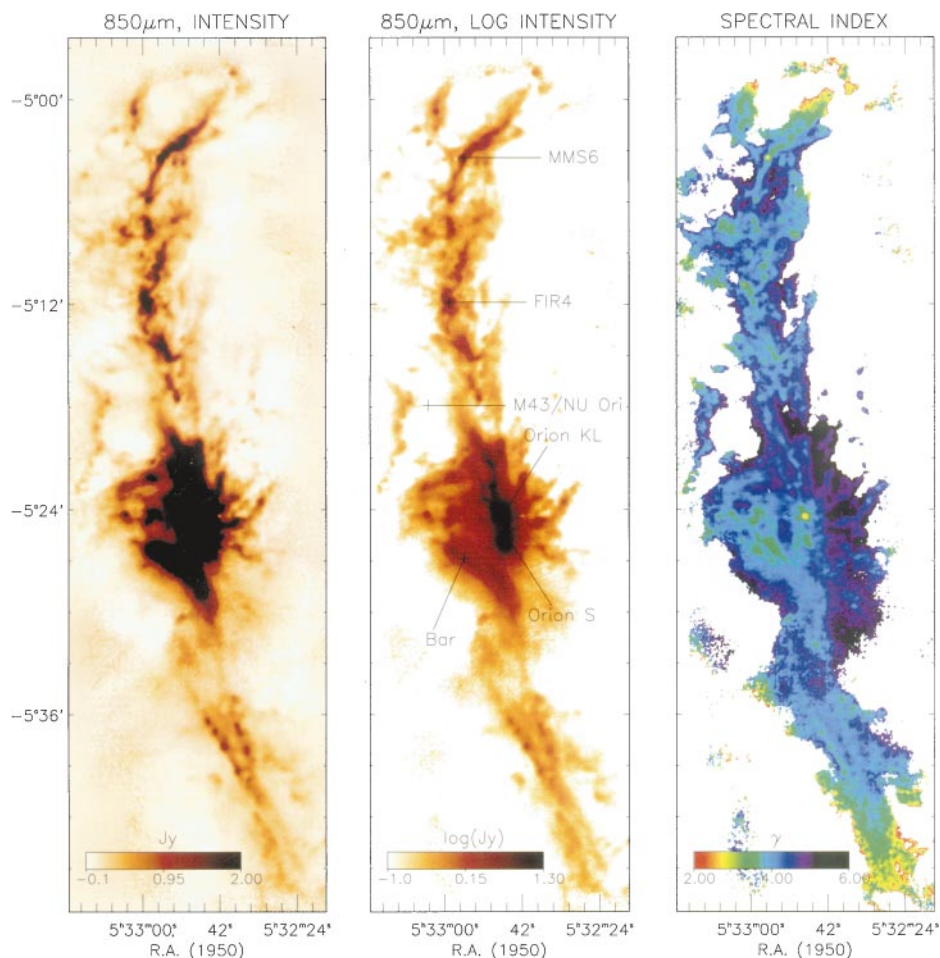 850μm, INTENSITY
850μm, LOG INTENSITY
SPECTRAL INDEX
−5°00'
−5°12'
−5°24'
−5°36'
MMS6
FIR4
M43/NU Ori
Orion KL
Orion S
Bar
Jy
−0.1 0.95 2.00
log(Jy)
−1.0 0.15 1.30
γ
2.00 4.00 6.00
5ʰ33ᵐ00ˢ 42ˢ 5ʰ32ᵐ24ˢ
R.A. (1950)
5ʰ33ᵐ00ˢ 42ˢ 5ʰ32ᵐ24ˢ
R.A. (1950)
5ʰ33ᵐ00ˢ 42ˢ 5ʰ32ᵐ24ˢ
R.A. (1950)